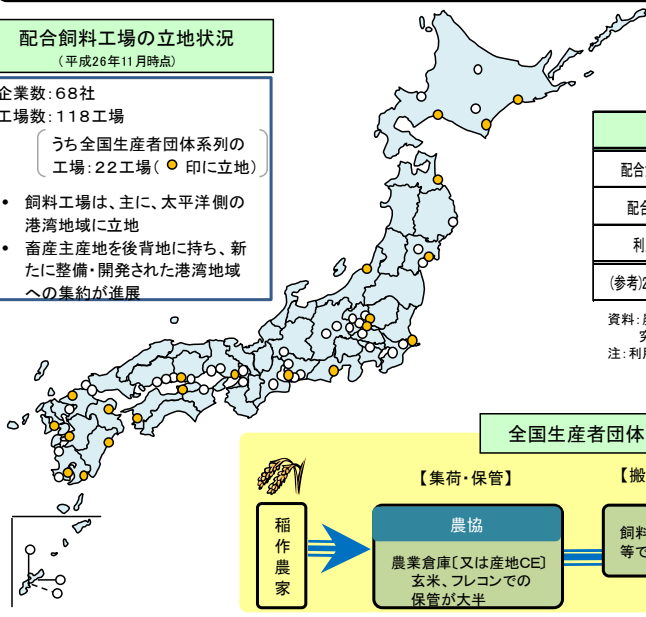 配合飼料工場の立地状況
(平成26年11月時点)
企業数:68社
工場数:118工場
うち全国生産者団体系列の
工場:22工場( 印に立地)
• 飼料工場は、主に、太平洋側の
港湾地域に立地
• 畜産主産地を後背地に持ち、新
たに整備・開発された港湾地域
への集約が進展
配合
配合
利
(参考)2
資料:
注:利用
全国生産者団体
【集荷・保管】
【搬
稲作農家
農協
農業倉庫〔又は産地CE〕
玄米、フレコンでの
保管が大半
飼料
等で